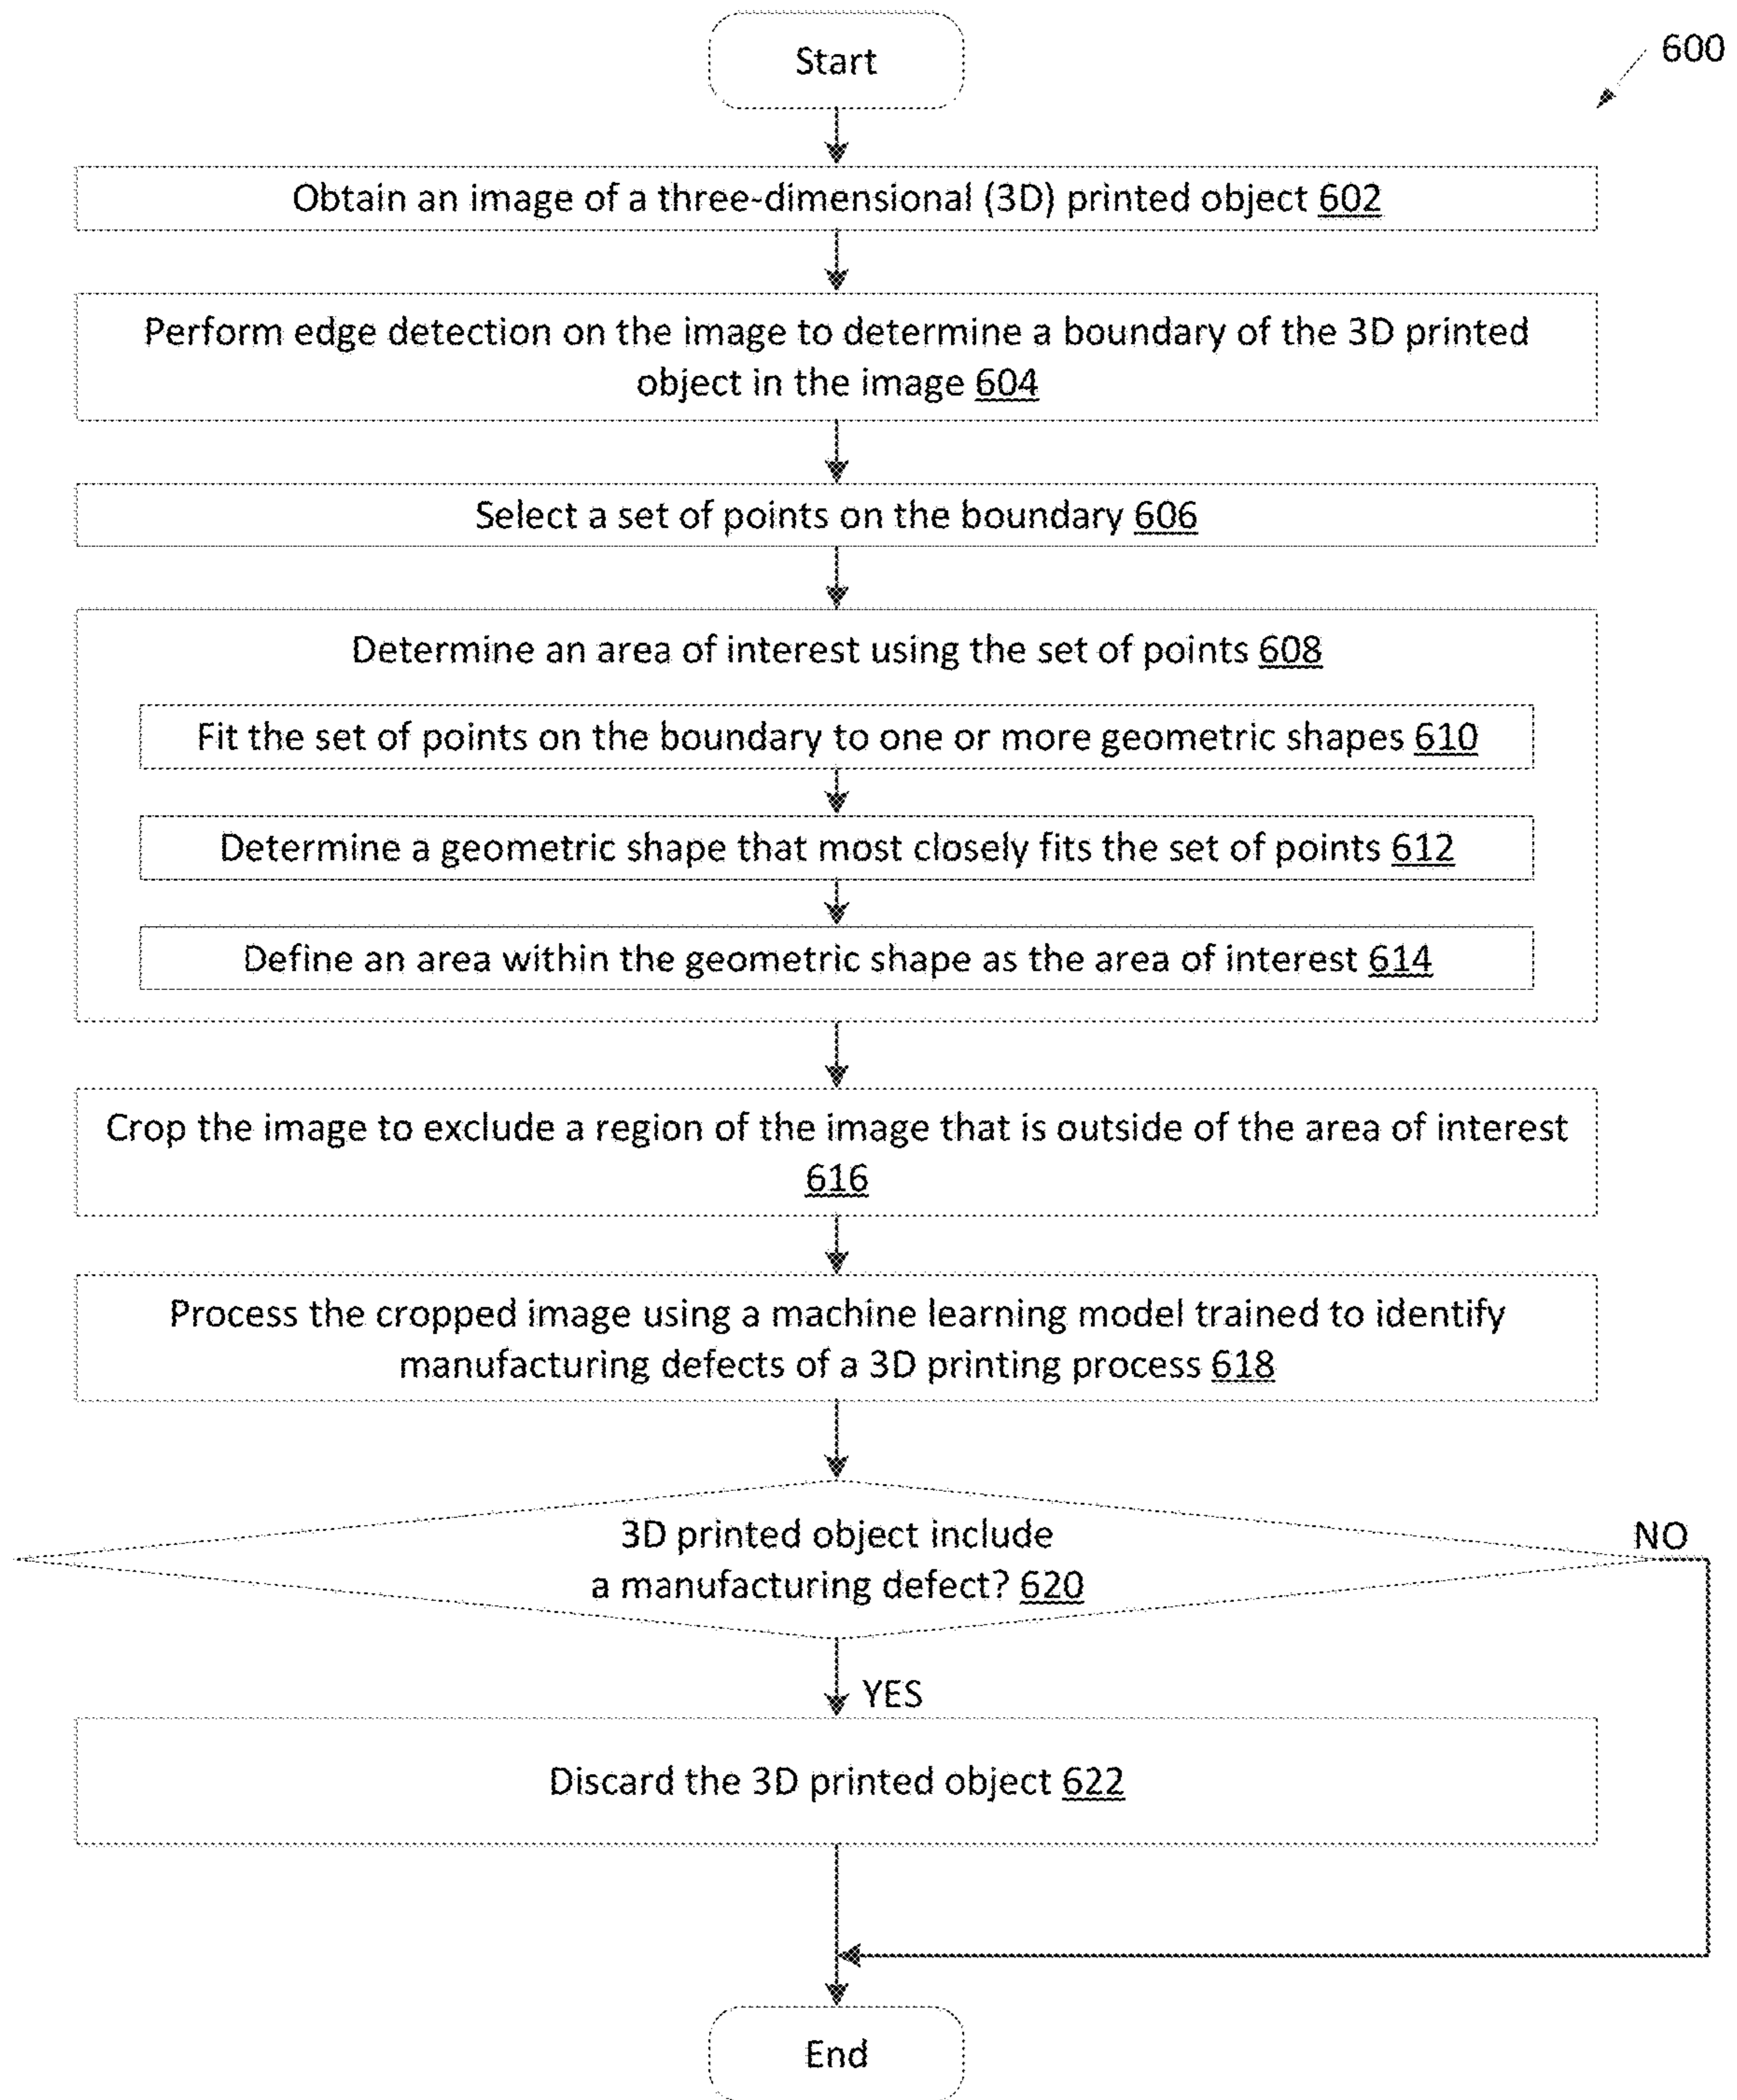 Start
600
Obtain an image of a three-dimensional (3D) printed object 602
Perform edge detection on the image to determine a boundary of the 3D printed
object in the image 604
Select a set of points on the boundary 606
Determine an area of interest using the set of points 608
Fit the set of points on the boundary to one or more geometric shapes 610
Determine a geometric shape that most closely fits the set of points 612
Define an area within the geometric shape as the area of interest 614
Crop the image to exclude a region of the image that is outside of the area of interest
616
Process the cropped image using a machine learning model trained to identify
manufacturing defects of a 3D printing process 618
3D printed object include
a manufacturing defect? 620
NO
YES
Discard the 3D printed object 622
End